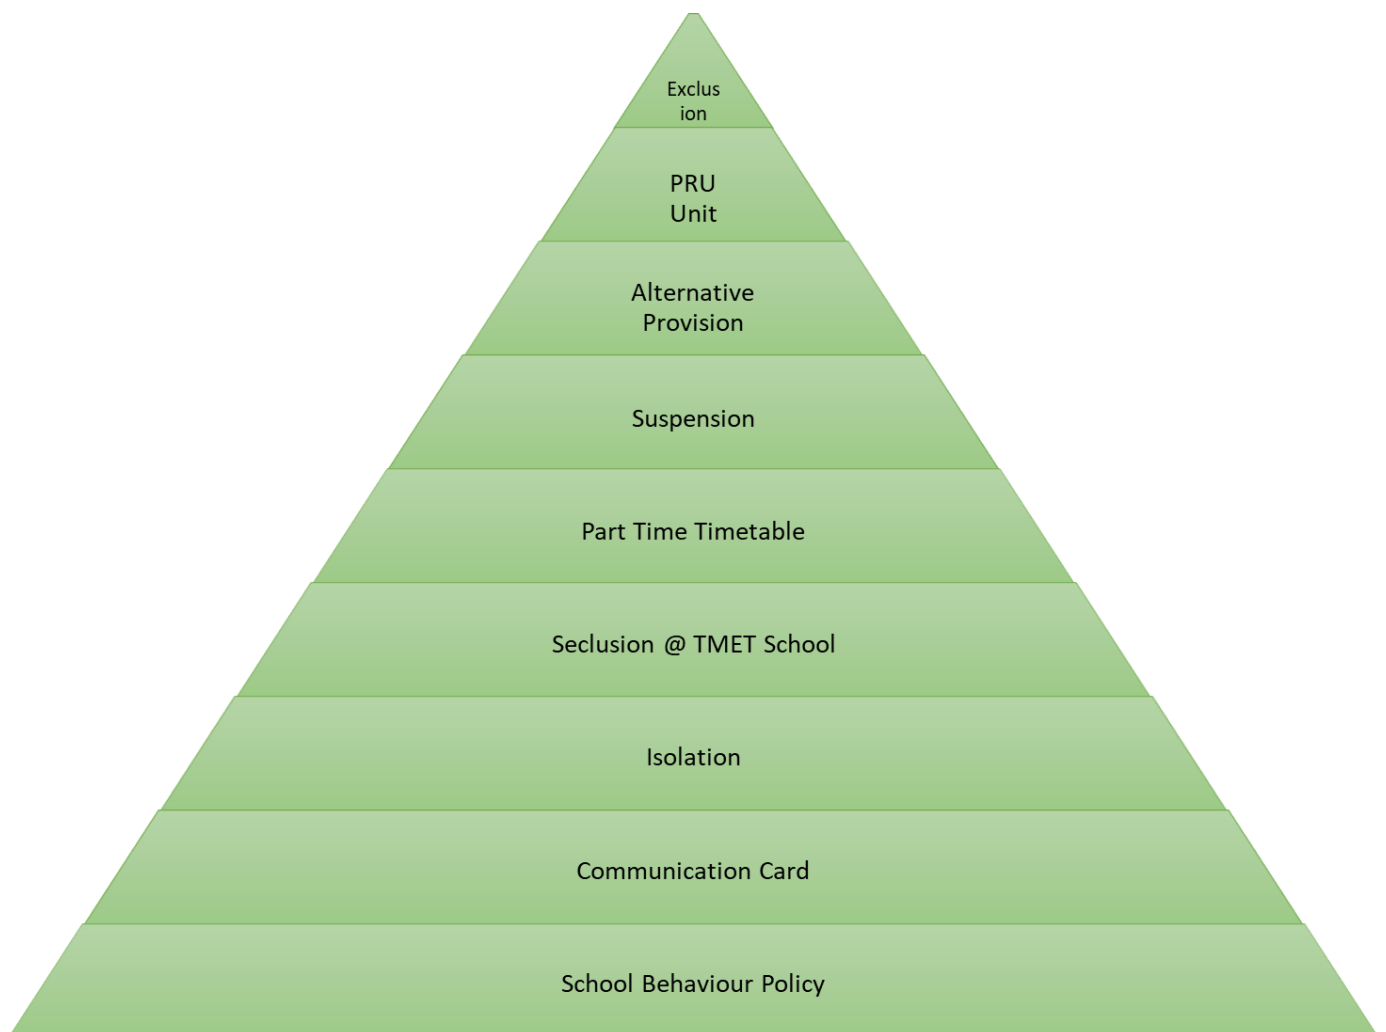 Exclus
ion
PRU
Unit
Alternative
Provision
Suspension
Part Time Timetable
Seclusion @ TMET School
Isolation
Communication Card
School Behaviour Policy